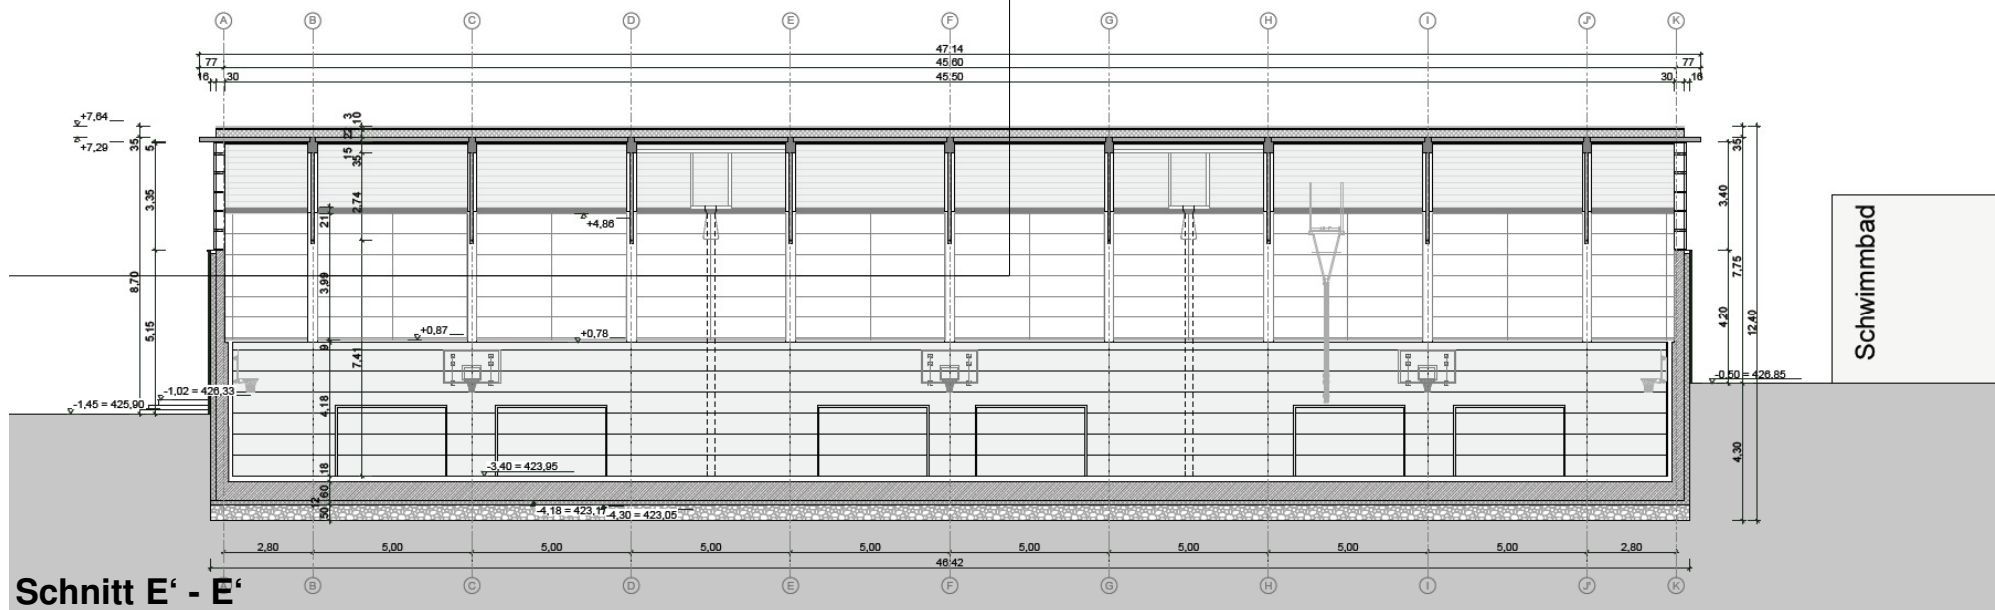 A B C D E F G H I J' K
47,14
77 45,60 77
16 30 45,50 30 16
+7,64
+7,29
35
5
3
10
22
15
35
35
3,35
2,74
3,40
21
+4,86
Schwimmbad
8,70
3,99
7,75
5,15
4,20
12,40
+0,87
+0,78
9
7,41
-0,50 = 426,85
-1,02 = 426,33
-1,45 = 425,90
4,18
-3,40 = 423,95
4,30
18
60
12
50
-4,18 = 423,17
-4,30 = 423,05
2,80 5,00 5,00 5,00 5,00 5,00 5,00 5,00 5,00 2,80
46,42
Schnitt E‘ - E‘
A B C D E F G H I J' K